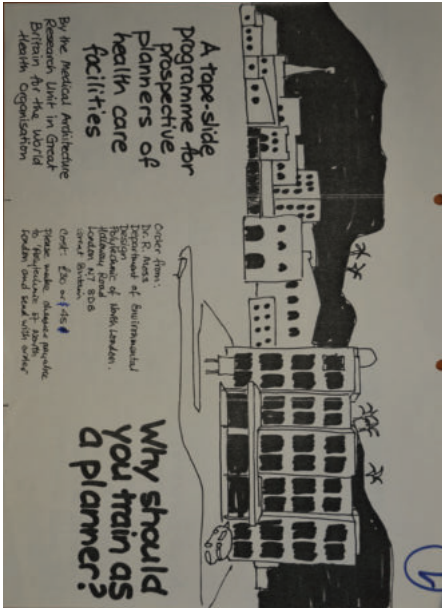 A tape-slide
programme for
prospective
planners of
health care
facilities
By the Medical Architecture
Research Unit in Great
Britain for the World
Health Organisation
Order from:
Dr. R. Moss
Department of Environmental
Design
Polytechnic of North London.
Holloway Road
London N7 8DB
Great Britain
Cost: £30 or $45
Please make cheques payable
to Polytechnic of North
London and send with order
Why should
you train as
a planner?